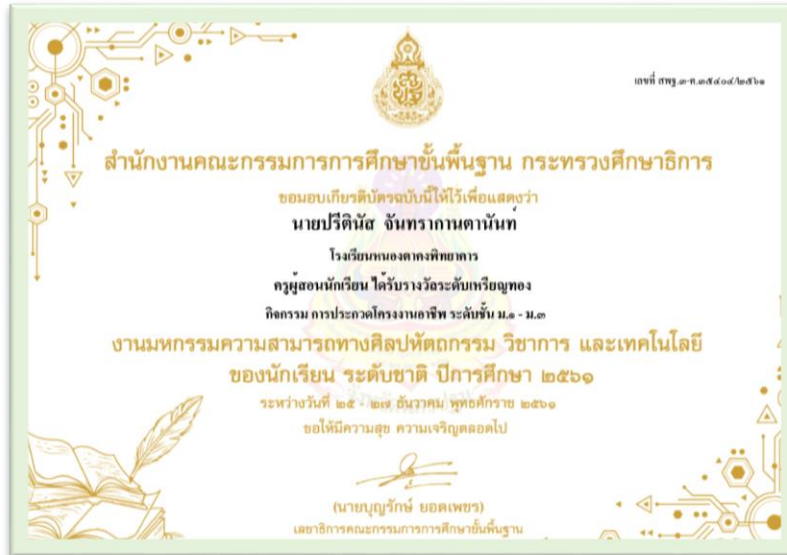 เลขที่ สพฐ.๓-ค.๓๕๔๐๔/๒๕๖๑
สำนักงานคณะกรรมการการศึกษาขั้นพื้นฐาน กระทรวงศึกษาธิการ
ขอมอบเกียรติบัตรฉบับนี้ให้ไว้เพื่อแสดงว่า
นายปรีตินัส จันทรากานตานันท์
โรงเรียนหนองตาคงพิทยาคาร
ครูผู้สอนนักเรียน ได้รับรางวัลระดับเหรียญทอง
กิจกรรม การประกวดโครงงานอาชีพ ระดับชั้น ม.๑ - ม.๓
งานมหกรรมความสามารถทางศิลปหัตถกรรม วิชาการ และเทคโนโลยี
ของนักเรียน ระดับชาติ ปีการศึกษา ๒๕๖๑
ระหว่างวันที่ ๒๕ - ๒๗ ธันวาคม พุทธศักราช ๒๕๖๑
ขอให้มีความสุข ความเจริญตลอดไป
(นายบุญรักษ์ ยอดเพชร)
เลขาธิการคณะกรรมการการศึกษาขั้นพื้นฐาน